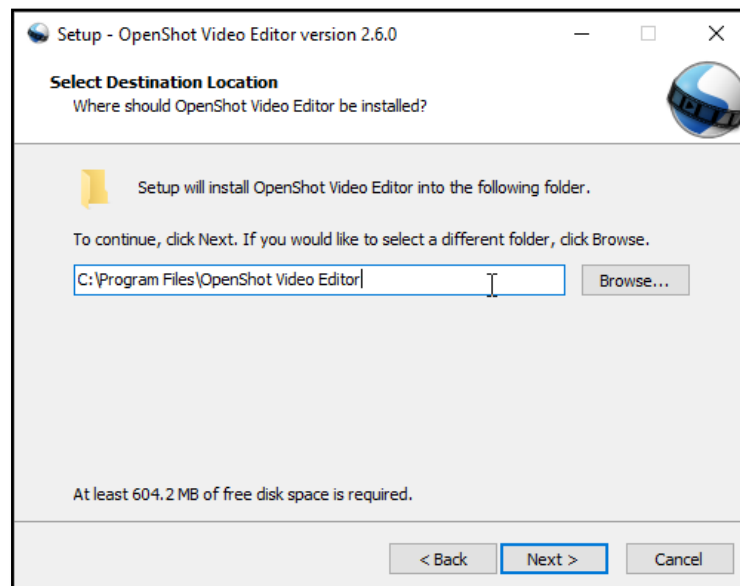 Setup - OpenShot Video Editor version 2.6.0
Select Destination Location
Where should OpenShot Video Editor be installed?
Setup will install OpenShot Video Editor into the following folder.
To continue, click Next. If you would like to select a different folder, click Browse.
C:\Program Files\OpenShot Video Editor
Browse...
At least 604.2 MB of free disk space is required.
< Back
Next >
Cancel